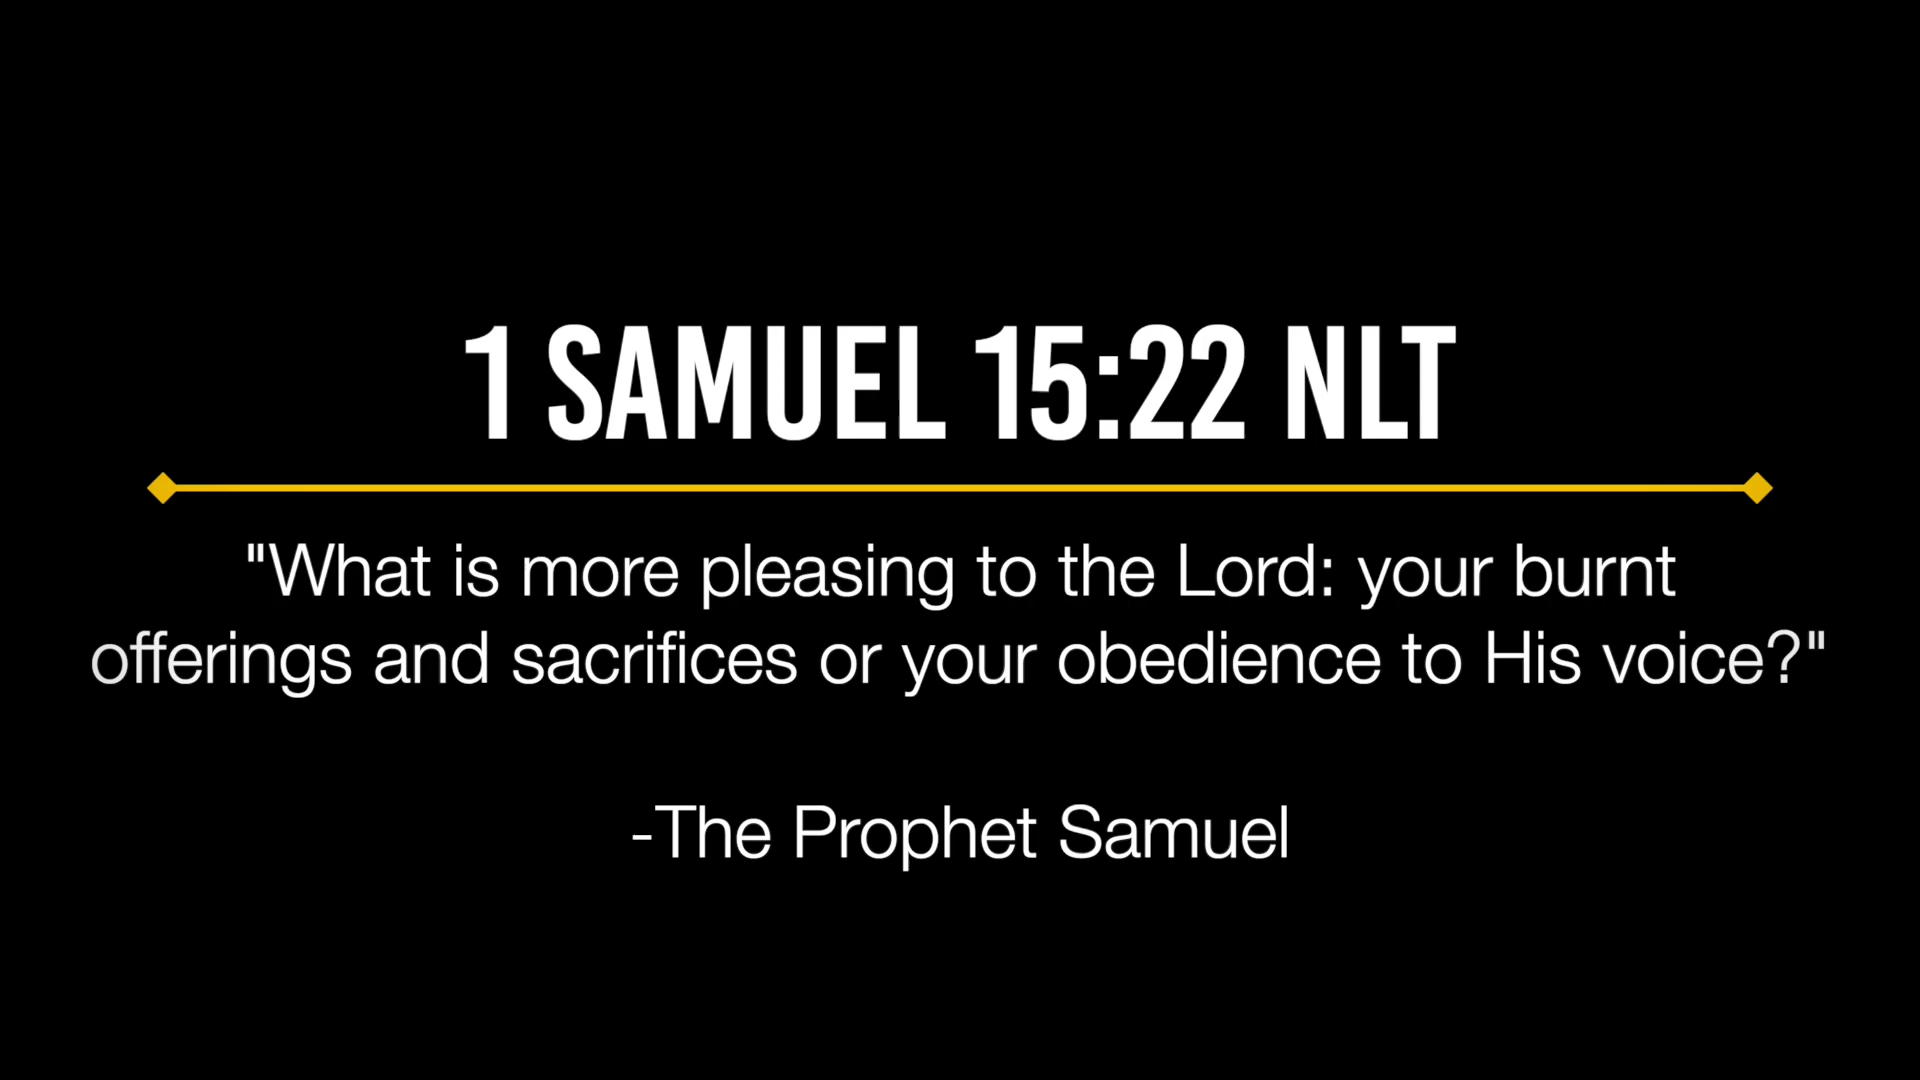 1 SAMUEL 15:22 NLT
"What is more pleasing to the Lord: your burnt
offerings and sacrifices or your obedience to His voice?"
-The Prophet Samuel